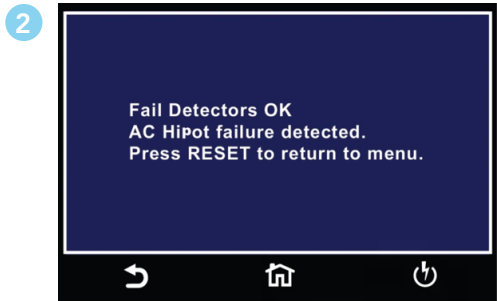 2
Fail Detectors OK
AC Hipot failure detected.
Press RESET to return to menu.